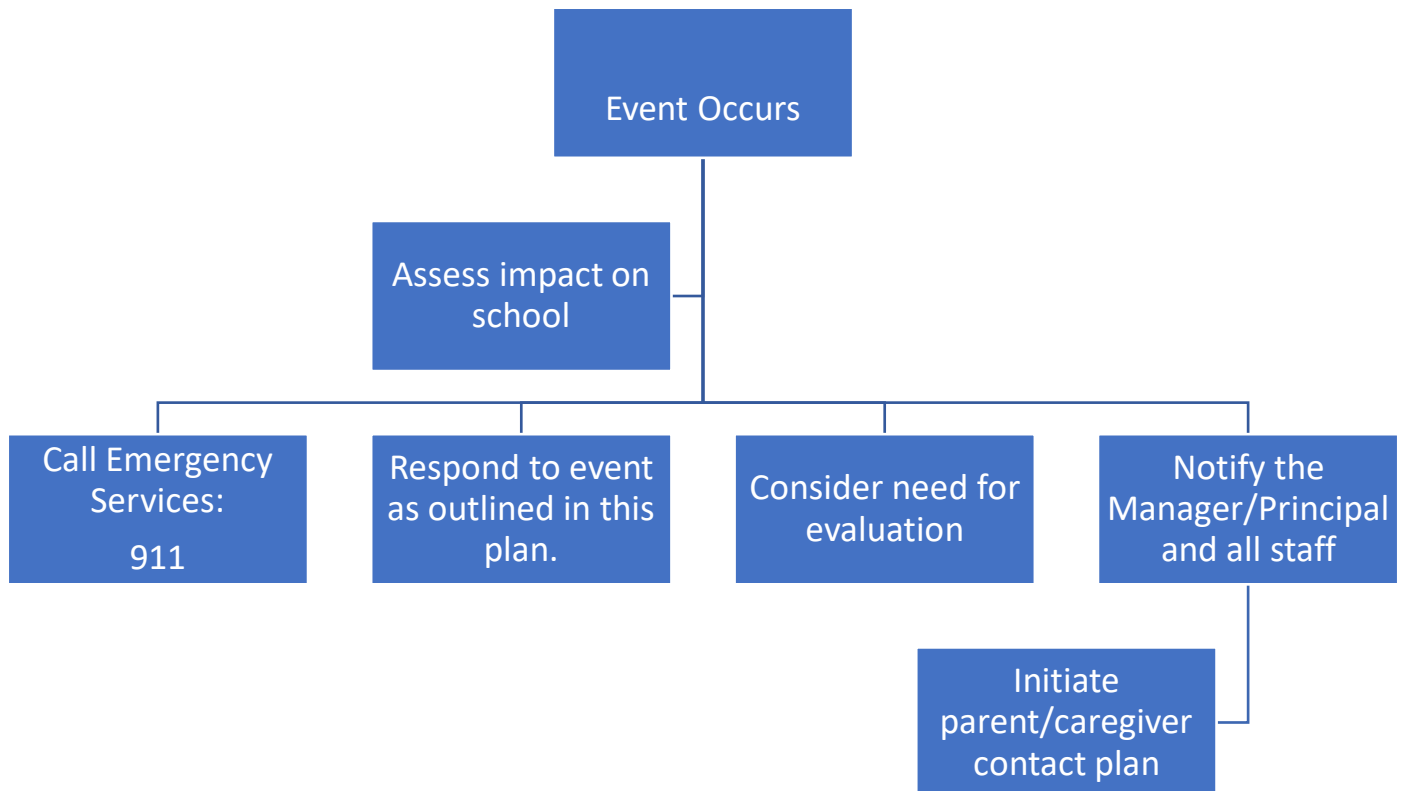 Event Occurs
Assess impact on
school
Call Emergency
Services:
911
Respond to event
as outlined in this
plan.
Consider need for
evaluation
Notify the
Manager/Principal
and all staff
Initiate
parent/caregiver
contact plan